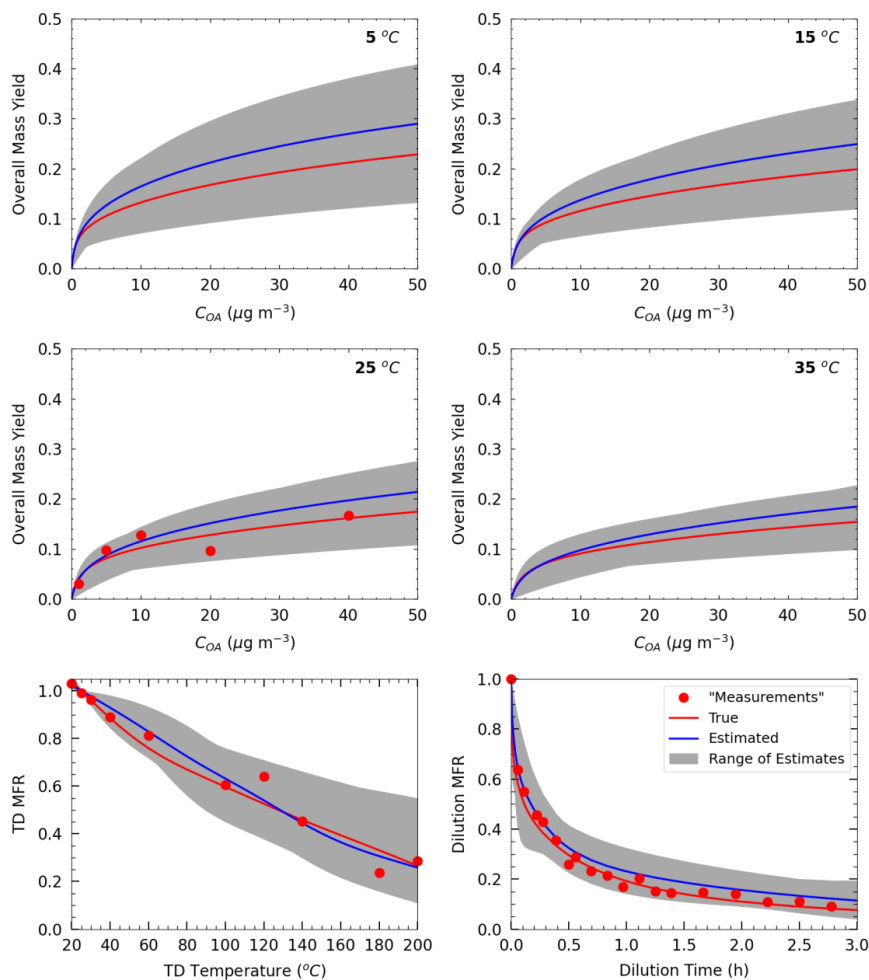 5 °C
Overall Mass Yield
0.5
0.4
0.3
0.2
0.1
0.0
0 10 20 30 40 50
C_OA (μg m⁻³)
15 °C
Overall Mass Yield
0.5
0.4
0.3
0.2
0.1
0.0
0 10 20 30 40 50
C_OA (μg m⁻³)
25 °C
Overall Mass Yield
0.5
0.4
0.3
0.2
0.1
0.0
0 10 20 30 40 50
C_OA (μg m⁻³)
35 °C
Overall Mass Yield
0.5
0.4
0.3
0.2
0.1
0.0
0 10 20 30 40 50
C_OA (μg m⁻³)
TD MFR
1.0
0.8
0.6
0.4
0.2
0.0
20 40 60 80 100 120 140 160 180 200
TD Temperature (°C)
Dilution MFR
1.0
0.8
0.6
0.4
0.2
0.0
"Measurements"
True
Estimated
Range of Estimates
0.0 0.5 1.0 1.5 2.0 2.5 3.0
Dilution Time (h)